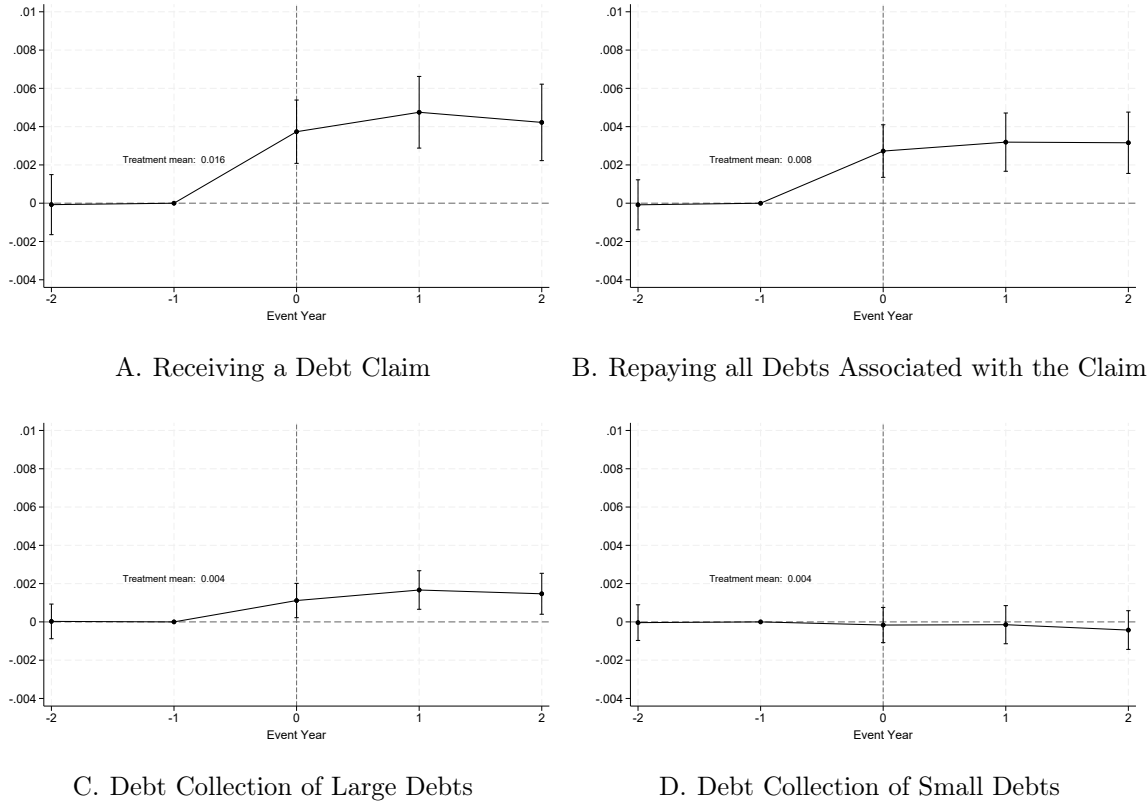 .01
.008
.006
.004
.002
0
-.002
-.004
Treatment mean: 0.016
-2 -1 0 1 2
Event Year
A. Receiving a Debt Claim
.01
.008
.006
.004
.002
0
-.002
-.004
Treatment mean: 0.008
-2 -1 0 1 2
Event Year
B. Repaying all Debts Associated with the Claim
.01
.008
.006
.004
.002
0
-.002
-.004
Treatment mean: 0.004
-2 -1 0 1 2
Event Year
C. Debt Collection of Large Debts
.01
.008
.006
.004
.002
0
-.002
-.004
Treatment mean: 0.004
-2 -1 0 1 2
Event Year
D. Debt Collection of Small Debts